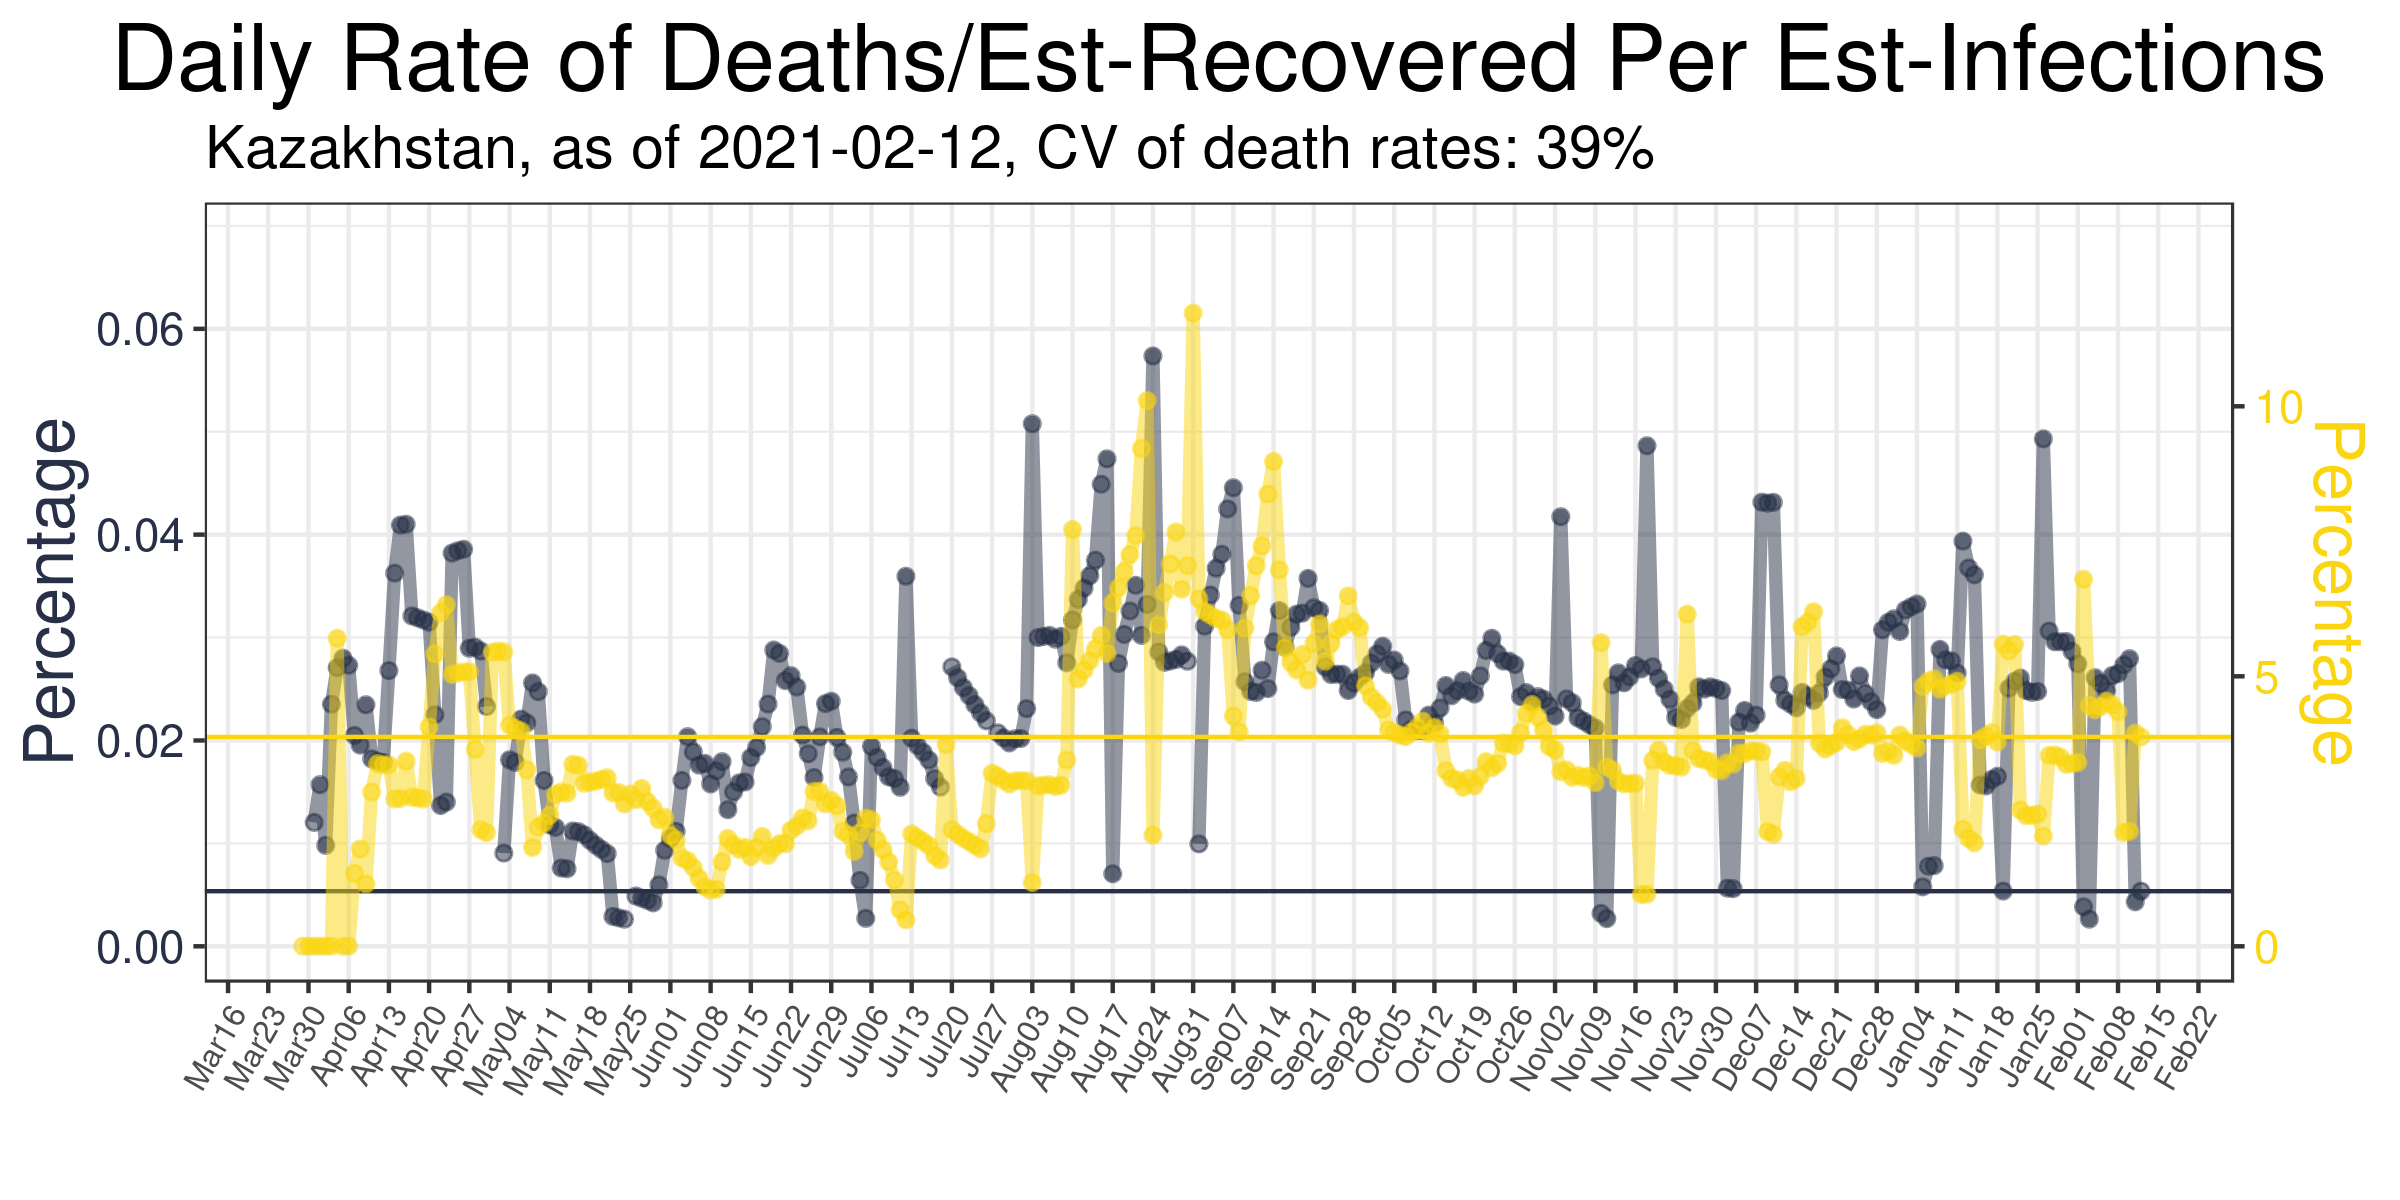 Daily Rate of Deaths/Est-Recovered Per Est-Infections
Kazakhstan, as of 2021-02-12, CV of death rates: 39%
Percentage
0.06
0.04
0.02
0.00
10
5
0
Percentage
Mar16
Mar23
Mar30
Apr06
Apr13
Apr20
Apr27
May04
May11
May18
May25
Jun01
Jun08
Jun15
Jun22
Jun29
Jul06
Jul13
Jul20
Jul27
Aug03
Aug10
Aug17
Aug24
Aug31
Sep07
Sep14
Sep21
Sep28
Oct05
Oct12
Oct19
Oct26
Nov02
Nov09
Nov16
Nov23
Nov30
Dec07
Dec14
Dec21
Dec28
Jan04
Jan11
Jan18
Jan25
Feb01
Feb08
Feb15
Feb22